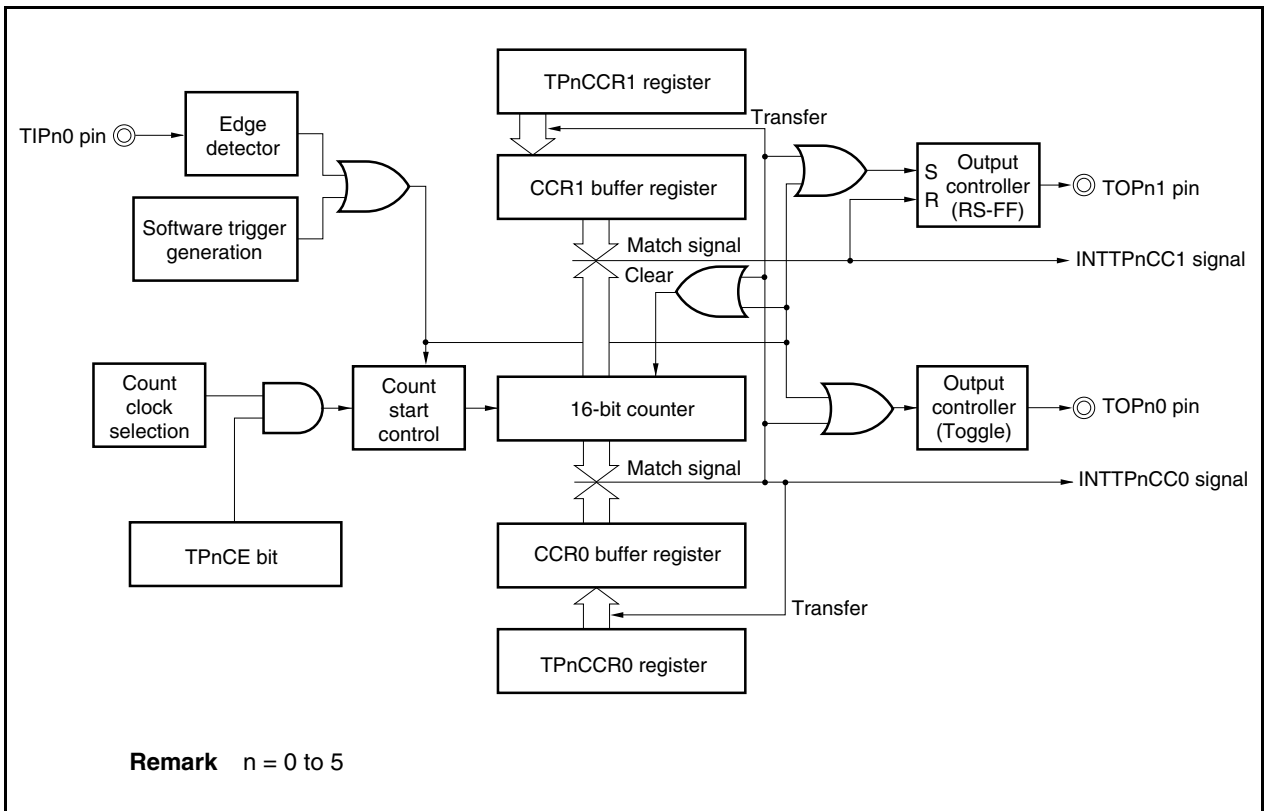 TPnCCR1 register
Transfer
TIPn0 pin
Edge
detector
Software trigger
generation
CCR1 buffer register
S
R
Output
controller
(RS-FF)
TOPn1 pin
Match signal
INTTPnCC1 signal
Clear
Count
clock
selection
Count
start
control
16-bit counter
Output
controller
(Toggle)
TOPn0 pin
Match signal
INTTPnCC0 signal
TPnCE bit
CCR0 buffer register
Transfer
TPnCCR0 register
Remark n = 0 to 5